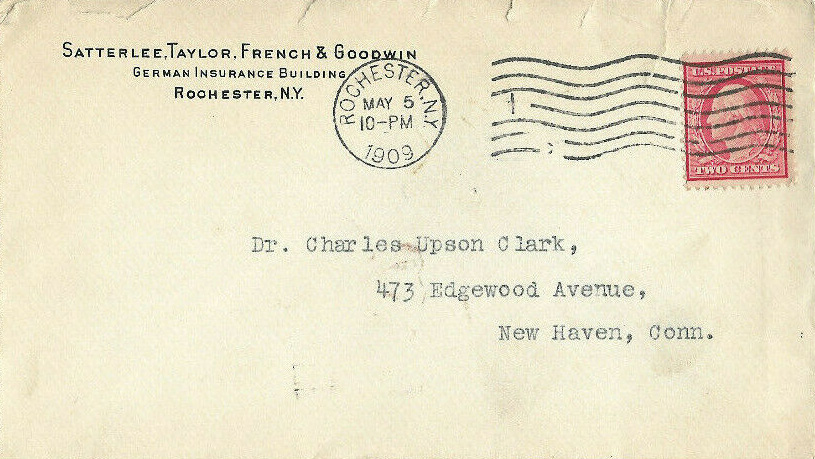 SATTERLEE, TAYLOR, FRENCH & GOODWIN
GERMAN INSURANCE BUILDING
ROCHESTER, N.Y.
ROCHESTER, N.Y.
MAY 5
10-PM
1909
1
U.S. POSTAGE
TWO CENTS
Dr. Charles Upson Clark,
473 Edgewood Avenue,
New Haven, Conn.